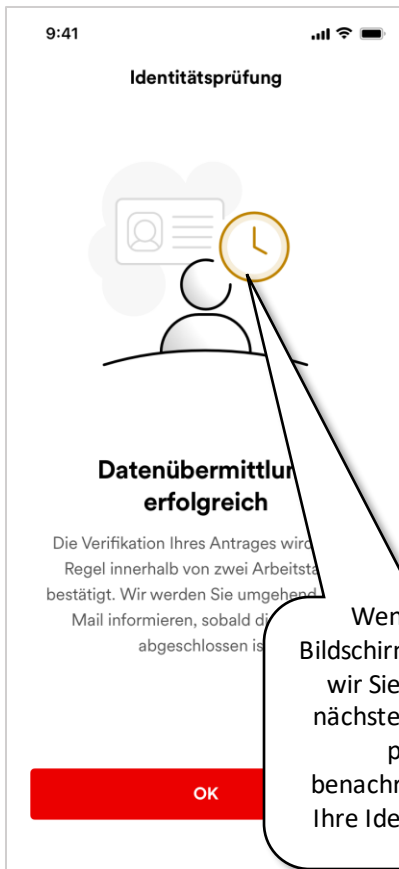 9:41
Identitätsprüfung
Datenübermittlun
erfolgreich
Die Verifikation Ihres Antrages wird
Regel innerhalb von zwei Arbeitsta
bestätigt. Wir werden Sie umgehend
Mail informieren, sobald di
abgeschlossen is
Wen
Bildschirm
wir Sie
nächste
p
benachr
Ihre Ide
OK